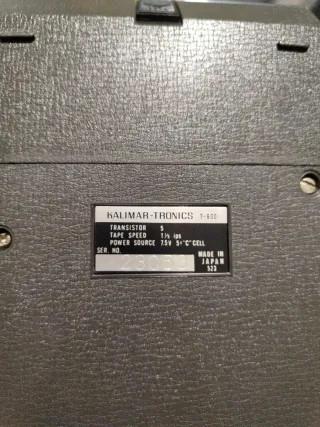 KALIMAR-TRONICS T-600
TRANSISTOR 5
TAPE SPEED 1⅞ ips
POWER SOURCE 7.5V 5×"C" CELL
SER. NO.
MADE IN
JAPAN
523